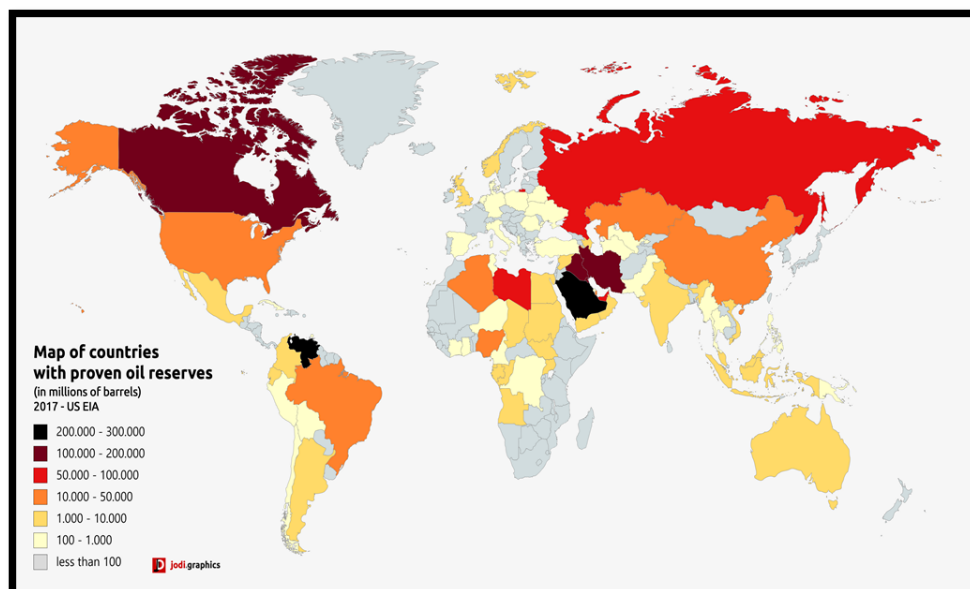 Map of countries
with proven oil reserves
(in millions of barrels)
2017 - US EIA
200.000 - 300.000
100.000 - 200.000
50.000 - 100.000
10.000 - 50.000
1.000 - 10.000
100 - 1.000
less than 100
jodi.graphics